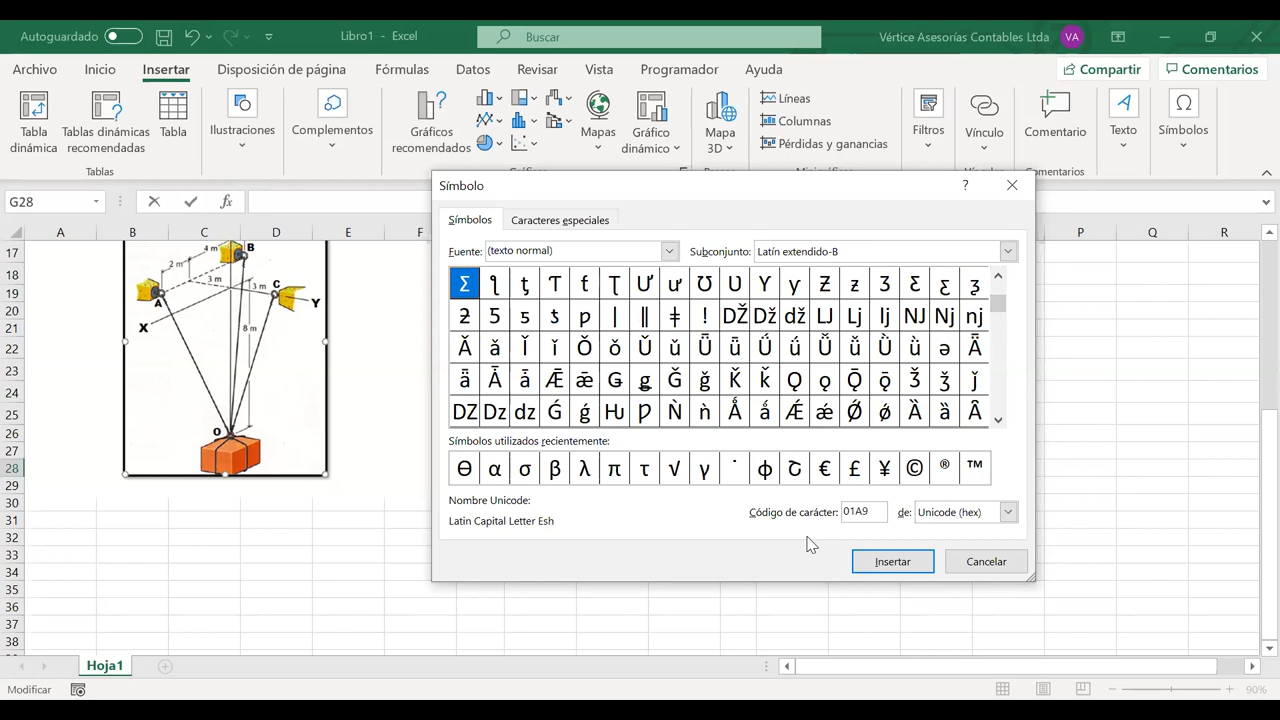 Autoguardado
Libro1 - Excel
Buscar
Vértice Asesorías Contables Ltda VA
Archivo Inicio Insertar Disposición de página Fórmulas Datos Revisar Vista Programador Ayuda
Compartir Comentarios
Tabla dinámica
Tablas dinámicas recomendadas
Tabla
Tablas
Ilustraciones
Complementos
Gráficos recomendados
Mapas
Gráfico dinámico
Mapa 3D
Líneas
Columnas
Pérdidas y ganancias
Filtros
Vínculo
Comentario
Comentarios
Texto
Símbolos
G28
fx
A B C D E F P Q R
17
18
19
20
21
22
23
24
25
26
27
28
29
30
31
32
33
34
35
36
37
38
4 m B
2 m
3 m
3 m C
A Y
X
8 m
O
Símbolo ?
Símbolos Caracteres especiales
Fuente: (texto normal) Subconjunto: Latín extendido-B
Ʃ ƪ ƫ Ƭ ƭ Ʈ Ư ư Ʊ Ʋ Ƴ ƴ Ƶ ƶ Ʒ Ƹ ƹ ƺ
ƻ Ƽ ƽ ƾ ƿ ǀ ǁ ǂ ǃ Ǆ ǅ ǆ Ǉ ǈ ǉ Ǌ ǋ ǌ
Ǎ ǎ Ǐ ǐ Ǒ ǒ Ǔ ǔ Ǖ ǖ Ǘ ǘ Ǚ ǚ Ǜ ǜ ǝ Ǟ
ǟ Ǡ ǡ Ǣ ǣ Ǥ ǥ Ǧ ǧ Ǩ ǩ Ǫ ǫ Ǭ ǭ Ǯ ǯ ǰ
Ǳ ǲ ǳ Ǵ ǵ Ƕ Ƿ Ǹ ǹ Ǻ ǻ Ǽ ǽ Ǿ ǿ Ȁ ȁ Ȃ
Símbolos utilizados recientemente:
Ɵ α σ β λ π τ √ γ ˙ ϕ Ծ € £ ¥ © ® ™
Nombre Unicode:
Latin Capital Letter Esh
Código de carácter: 01A9 de: Unicode (hex)
Insertar Cancelar
Hoja1
Modificar
90%